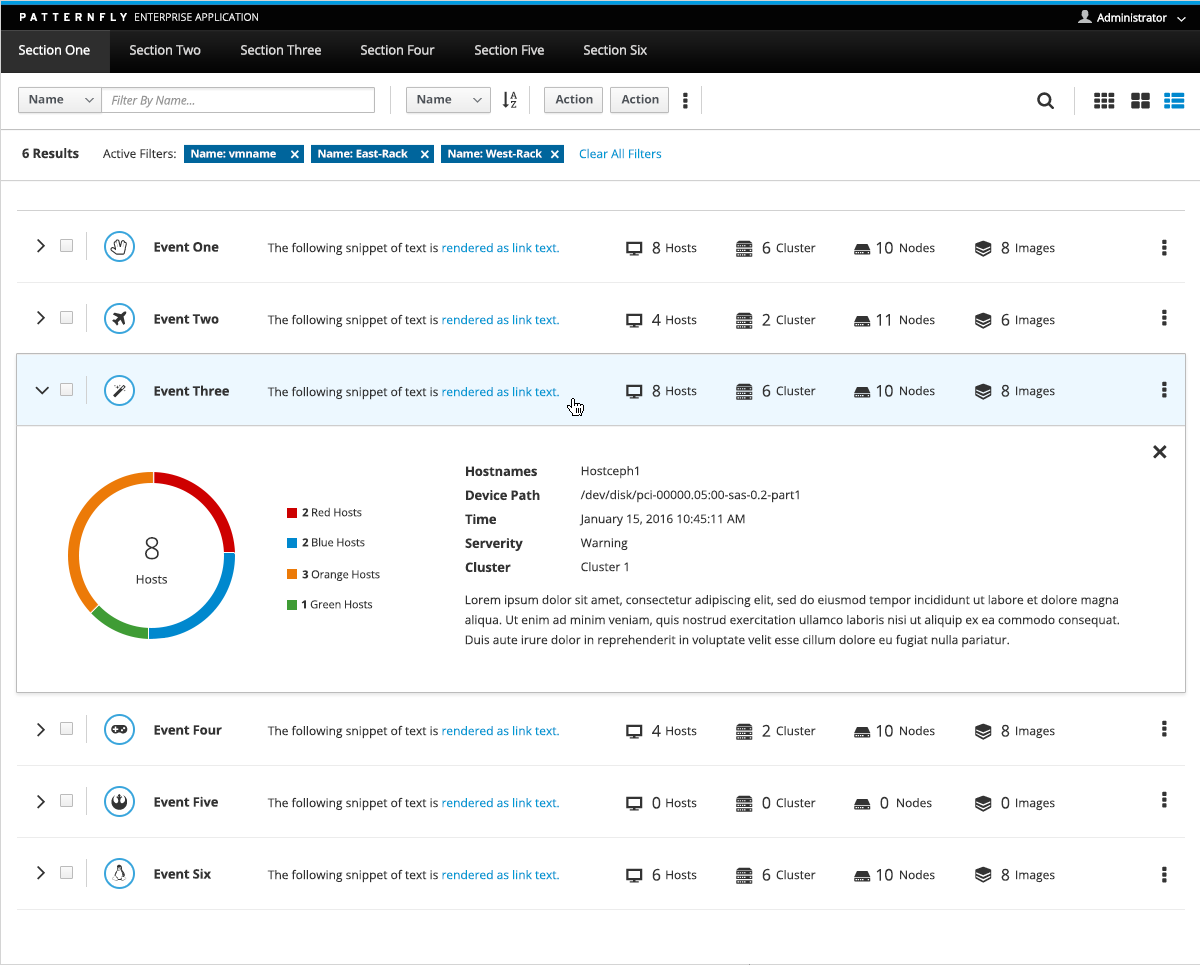 PATTERNFLY ENTERPRISE APPLICATION Administrator
Section One Section Two Section Three Section Four Section Five Section Six
Name Filter By Name... Name A Z Action Action
6 Results Active Filters: Name: vmname × Name: East-Rack × Name: West-Rack × Clear All Filters
Event One The following snippet of text is rendered as link text. 8 Hosts 6 Cluster 10 Nodes 8 Images
Event Two The following snippet of text is rendered as link text. 4 Hosts 2 Cluster 11 Nodes 6 Images
Event Three The following snippet of text is rendered as link text. 8 Hosts 6 Cluster 10 Nodes 8 Images
8
Hosts
2 Red Hosts
2 Blue Hosts
3 Orange Hosts
1 Green Hosts
Hostnames Hostceph1
Device Path /dev/disk/pci-00000.05:00-sas-0.2-part1
Time January 15, 2016 10:45:11 AM
Serverity Warning
Cluster Cluster 1
Lorem ipsum dolor sit amet, consectetur adipiscing elit, sed do eiusmod tempor incididunt ut labore et dolore magna
aliqua. Ut enim ad minim veniam, quis nostrud exercitation ullamco laboris nisi ut aliquip ex ea commodo consequat.
Duis aute irure dolor in reprehenderit in voluptate velit esse cillum dolore eu fugiat nulla pariatur.
Event Four The following snippet of text is rendered as link text. 4 Hosts 2 Cluster 10 Nodes 8 Images
Event Five The following snippet of text is rendered as link text. 0 Hosts 0 Cluster 0 Nodes 0 Images
Event Six The following snippet of text is rendered as link text. 6 Hosts 6 Cluster 10 Nodes 8 Images